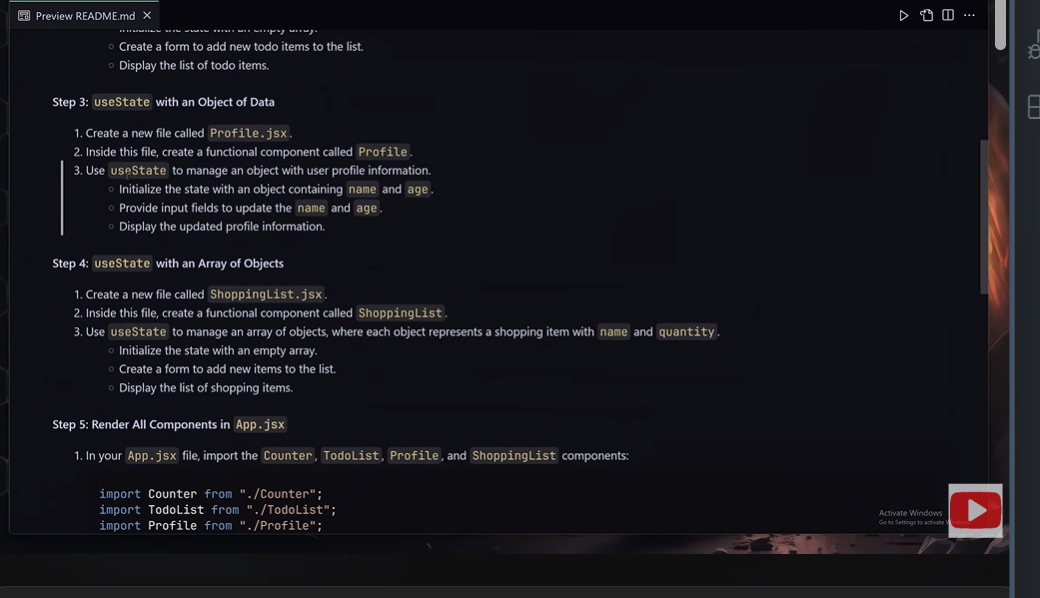 Preview README.md
Initialize the state with an empty array.
Create a form to add new todo items to the list.
Display the list of todo items.
Step 3: useState with an Object of Data
1. Create a new file called Profile.jsx.
2. Inside this file, create a functional component called Profile.
3. Use useState to manage an object with user profile information.
Initialize the state with an object containing name and age.
Provide input fields to update the name and age.
Display the updated profile information.
Step 4: useState with an Array of Objects
1. Create a new file called ShoppingList.jsx.
2. Inside this file, create a functional component called ShoppingList.
3. Use useState to manage an array of objects, where each object represents a shopping item with name and quantity.
Initialize the state with an empty array.
Create a form to add new items to the list.
Display the list of shopping items.
Step 5: Render All Components in App.jsx
1. In your App.jsx file, import the Counter, TodoList, Profile, and ShoppingList components:
import Counter from "./Counter";
import TodoList from "./TodoList";
import Profile from "./Profile";
Activate Windows
Go to Settings to activate